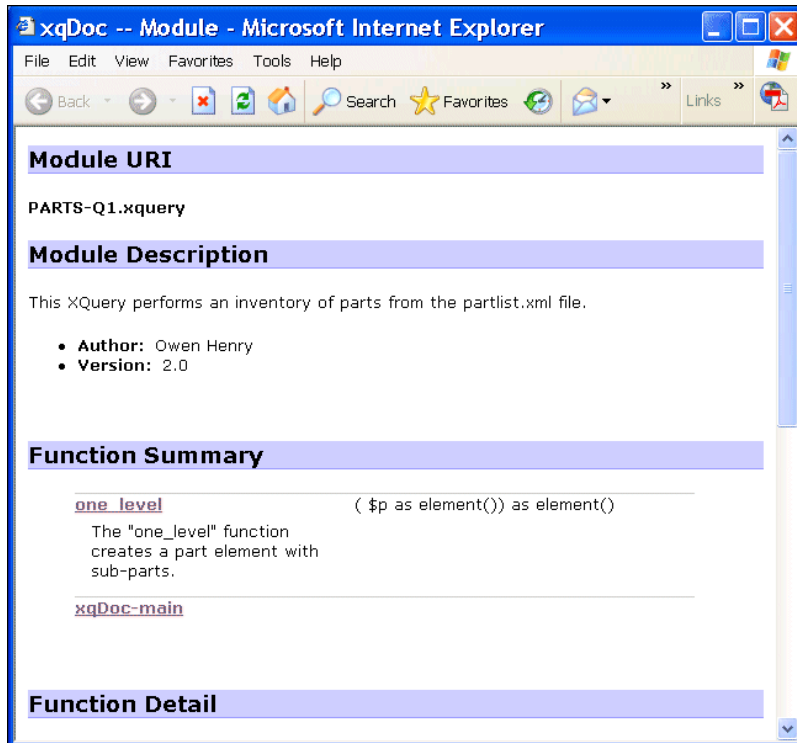 xqDoc -- Module - Microsoft Internet Explorer
File Edit View Favorites Tools Help
Back Search Favorites » Links »
Module URI
PARTS-Q1.xquery
Module Description
This XQuery performs an inventory of parts from the partlist.xml file.
• Author: Owen Henry
• Version: 2.0
Function Summary
one_level ( $p as element()) as element()
The "one_level" function
creates a part element with
sub-parts.
xqDoc-main
Function Detail